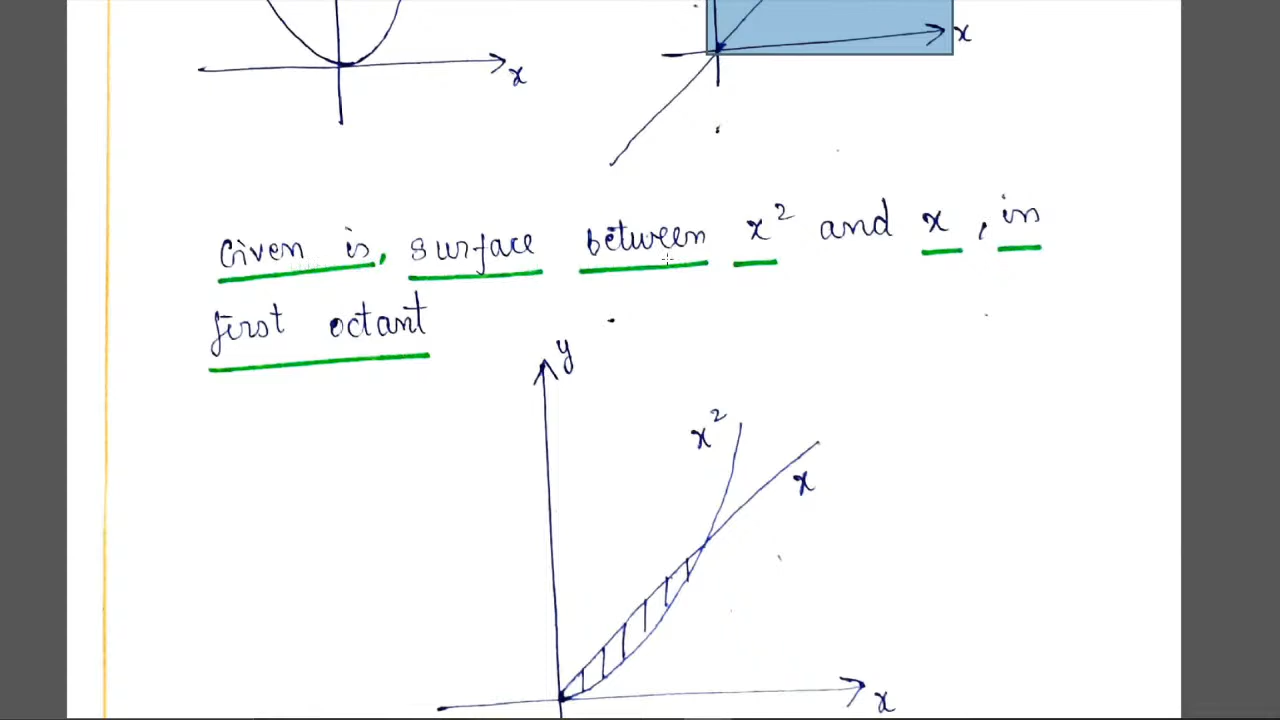 x
x
Given is, surface between x² and x, in
first octant
y
x²
x
x